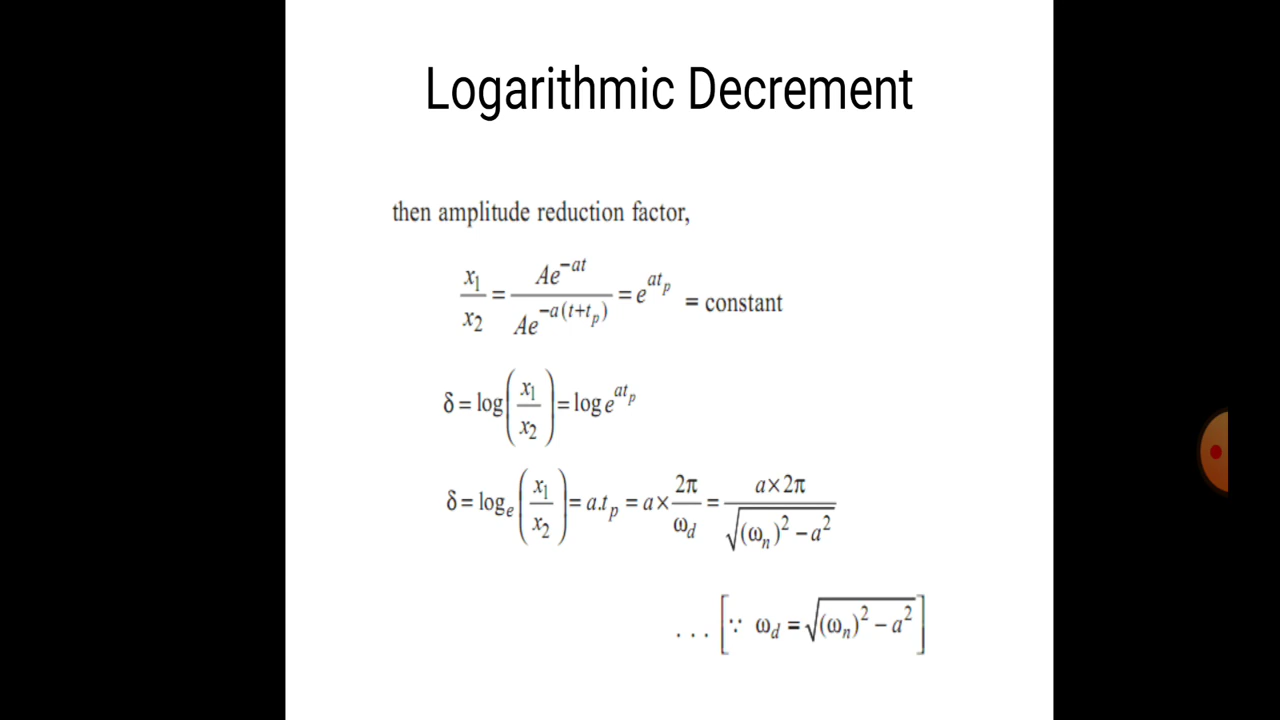 Logarithmic Decrement
then amplitude reduction factor,
x₁/x₂ = Ae^(−at) / Ae^(−a(t+t_p)) = e^(at_p) = constant
δ = log(x₁/x₂) = log e^(at_p)
δ = logₑ(x₁/x₂) = a.t_p = a × 2π/ω_d = a×2π / √((ω_n)² − a²)
. . . [∵ ω_d = √((ω_n)² − a²)]